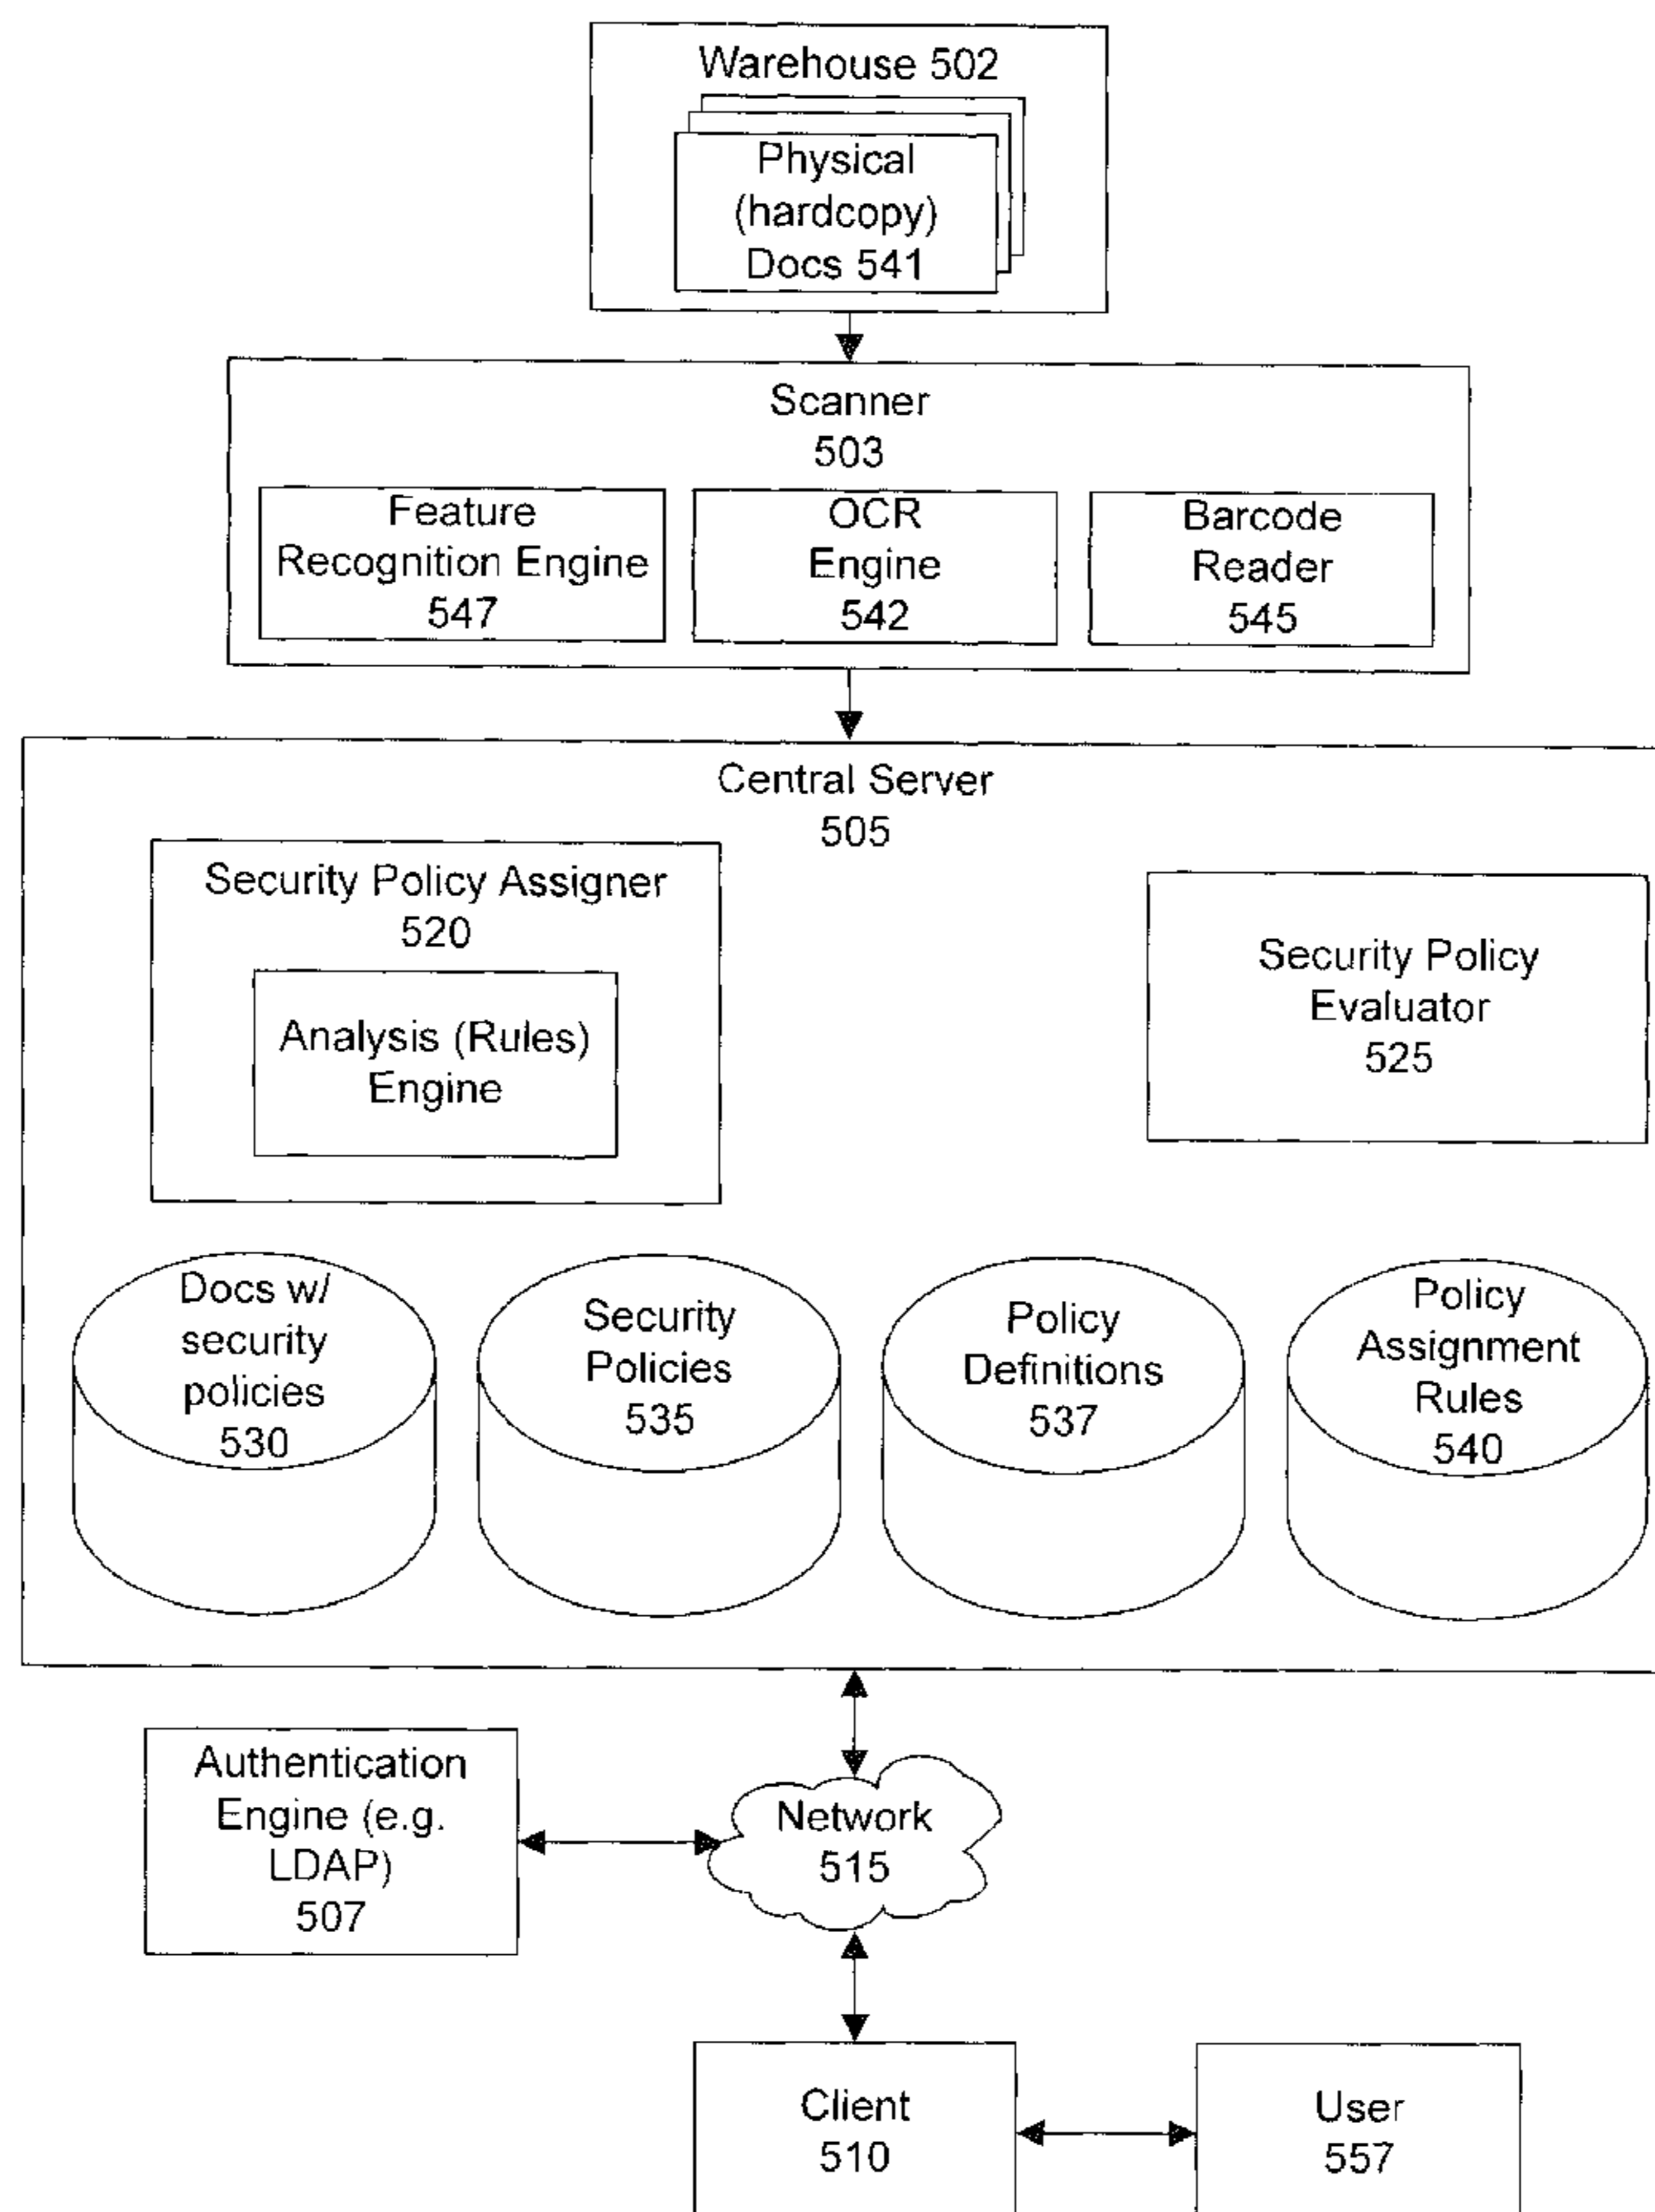 Warehouse 502
Physical
(hardcopy)
Docs 541
Scanner
503
Feature
Recognition Engine
547
OCR
Engine
542
Barcode
Reader
545
Central Server
505
Security Policy Assigner
520
Analysis (Rules)
Engine
Security Policy
Evaluator
525
Docs w/
security
policies
530
Security
Policies
535
Policy
Definitions
537
Policy
Assignment
Rules
540
Authentication
Engine (e.g.
LDAP)
507
Network
515
Client
510
User
557